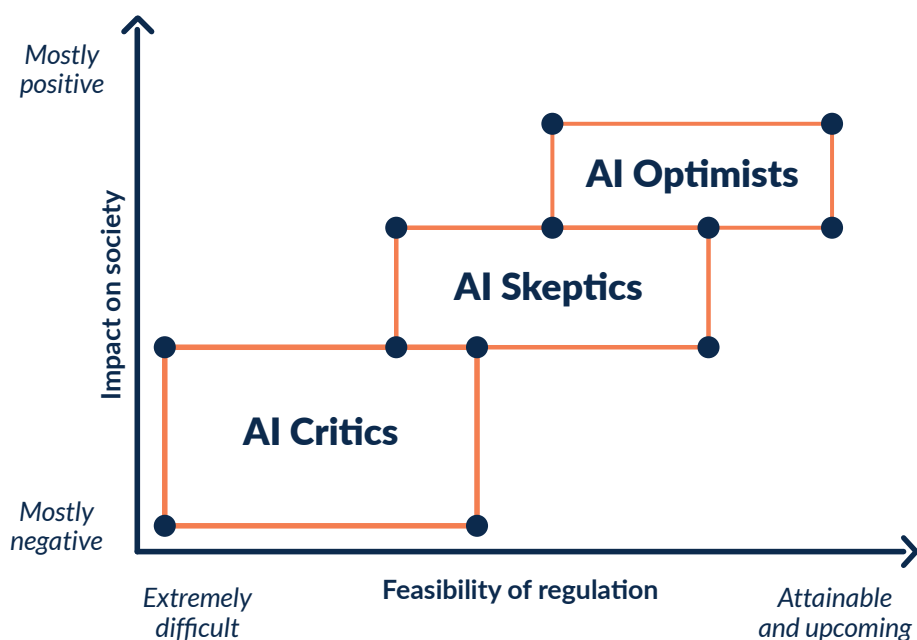 Mostly
positive
Impact on society
AI Optimists
AI Skeptics
AI Critics
Mostly
negative
Feasibility of regulation
Extremely
difficult
Attainable
and upcoming